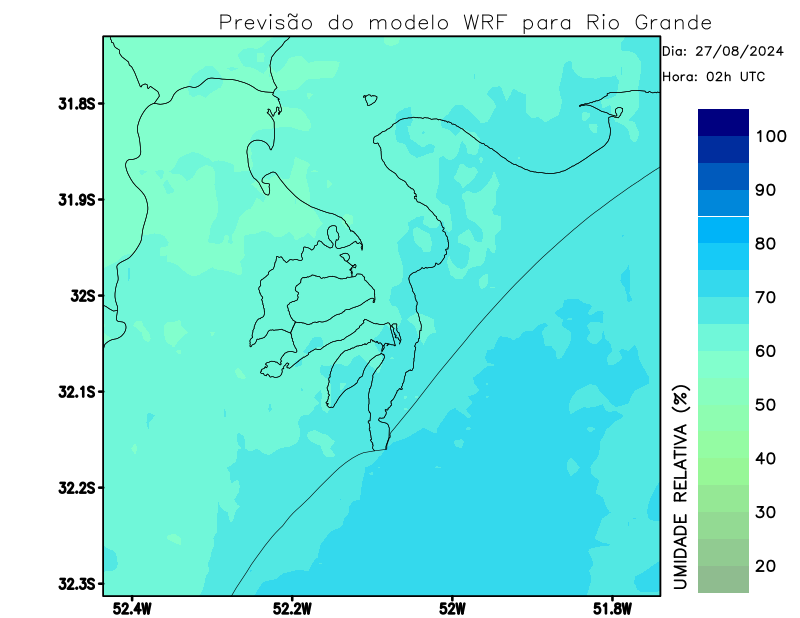 Previsão do modelo WRF para Rio Grande
Dia: 27/08/2024
Hora: 02h UTC
31.8S
31.9S
32S
32.1S
32.2S
32.3S
52.4W
52.2W
52W
51.8W
100
90
80
70
60
50
40
30
20
UMIDADE RELATIVA (%)